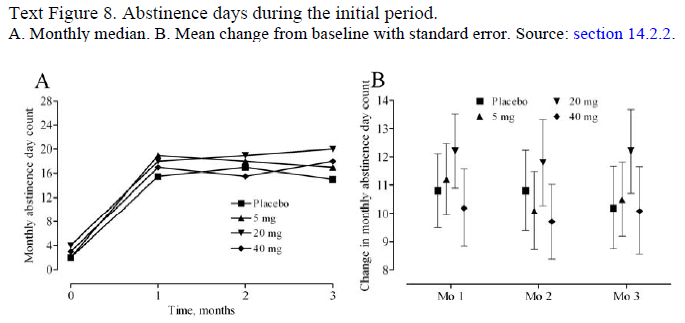 Text Figure 8. Abstinence days during the initial period.
A. Monthly median. B. Mean change from baseline with standard error. Source: section 14.2.2.
A
Monthly abstinence day count
28
24
20
16
12
8
4
0
0 1 2 3
Time, months
Placebo
5 mg
20 mg
40 mg
B
Change in monthly abstinence day count
14
13
12
11
10
9
8
Placebo 20 mg
5 mg 40 mg
Mo 1 Mo 2 Mo 3